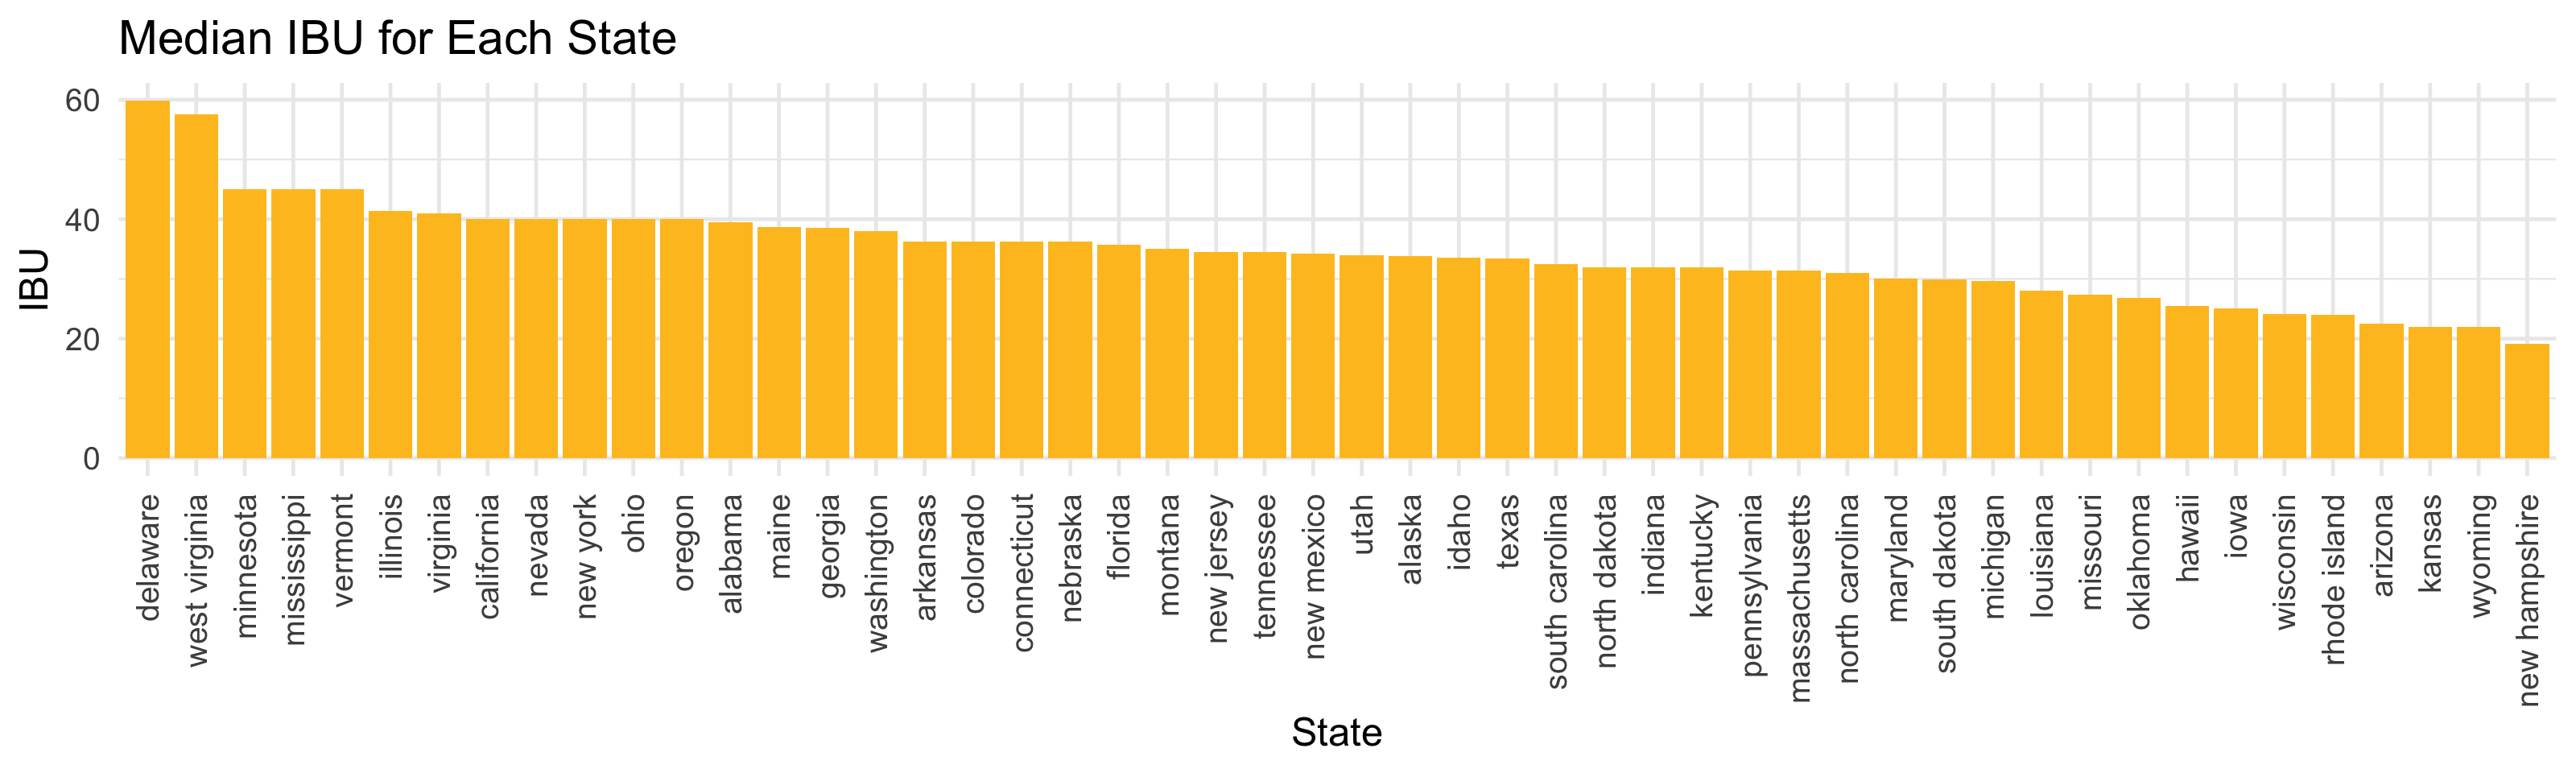 Median IBU for Each State
IBU
60
40
20
0
delaware
west virginia
minnesota
mississippi
vermont
illinois
virginia
california
nevada
new york
ohio
oregon
alabama
maine
georgia
washington
arkansas
colorado
connecticut
nebraska
florida
montana
new jersey
tennessee
new mexico
utah
alaska
idaho
texas
south carolina
north dakota
indiana
kentucky
pennsylvania
massachusetts
north carolina
maryland
south dakota
michigan
louisiana
missouri
oklahoma
hawaii
iowa
wisconsin
rhode island
arizona
kansas
wyoming
new hampshire
State